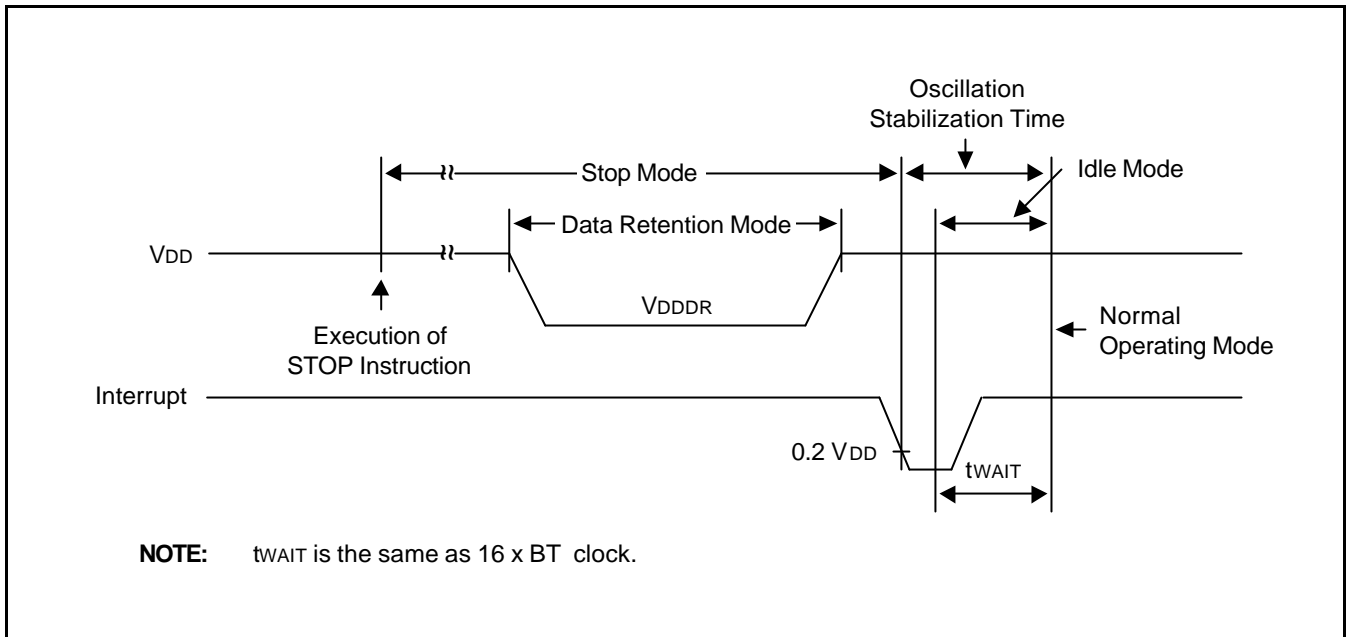 Oscillation
Stabilization Time
Stop Mode
Idle Mode
Data Retention Mode
VDD
VDDDR
Execution of
STOP Instruction
Normal
Operating Mode
Interrupt
0.2 VDD
tWAIT
NOTE: tWAIT is the same as 16 x BT clock.